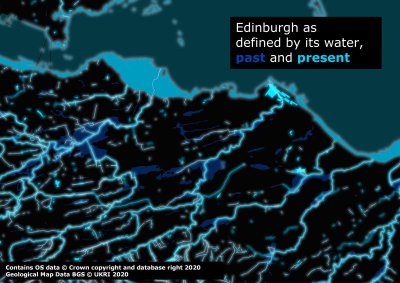 Edinburgh as
defined by its water,
past and present
Contains OS data © Crown copyright and database right 2020
Geological Map Data BGS © UKRI 2020